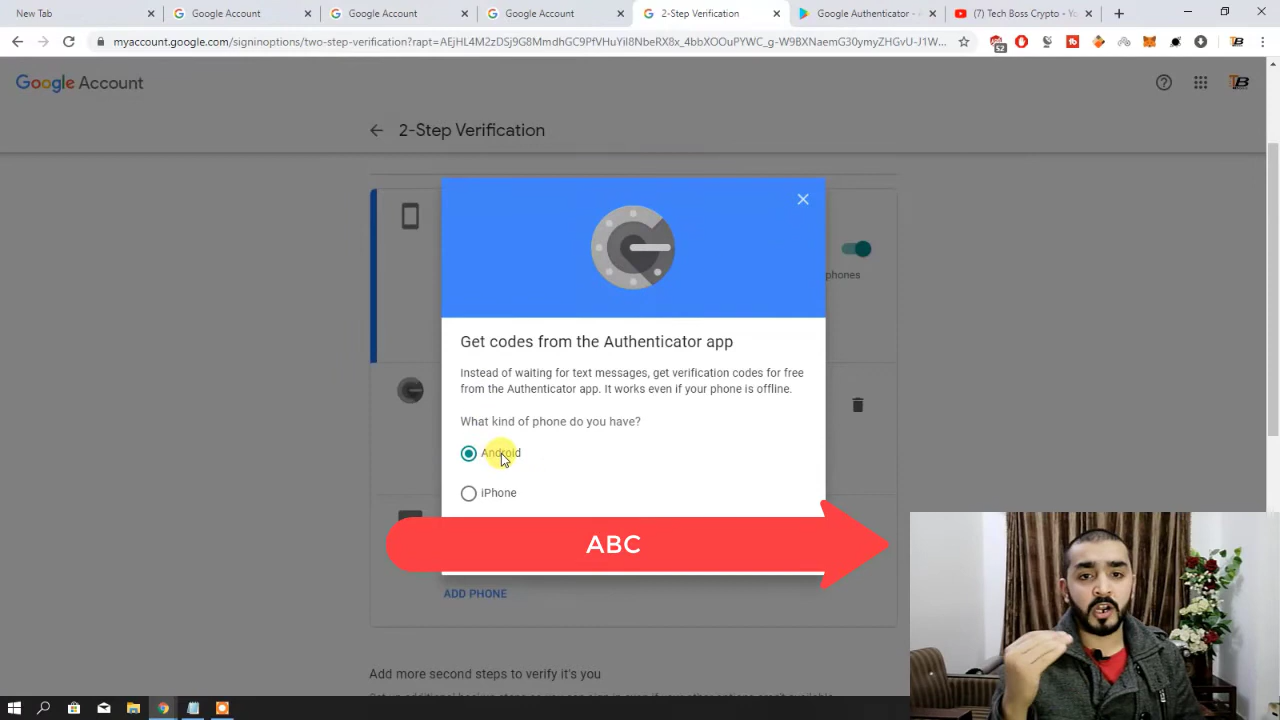 New Tab
Google Account
Google Account
Google Account
2-Step Verification
Google Authenticator - 
(7) Tech Boss Crypto - Yo
myaccount.google.com/signinoptions/two-step-verification?rapt=
52
Google Account
TB
2-Step Verification
phones
Get codes from the Authenticator app
Instead of waiting for text messages, get verification codes for free
from the Authenticator app. It works even if your phone is offline.
What kind of phone do you have?
Android
iPhone
ABC
ADD PHONE
Add more second steps to verify it's you